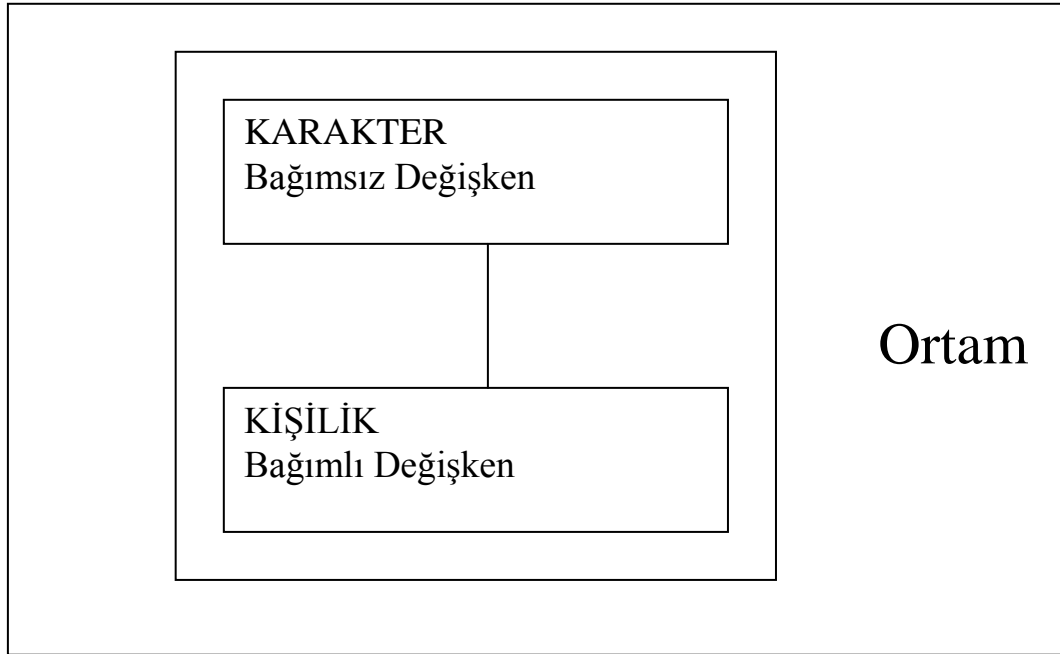 KARAKTER
Bağımsız Değişken
Ortam
KİŞİLİK
Bağımlı Değişken